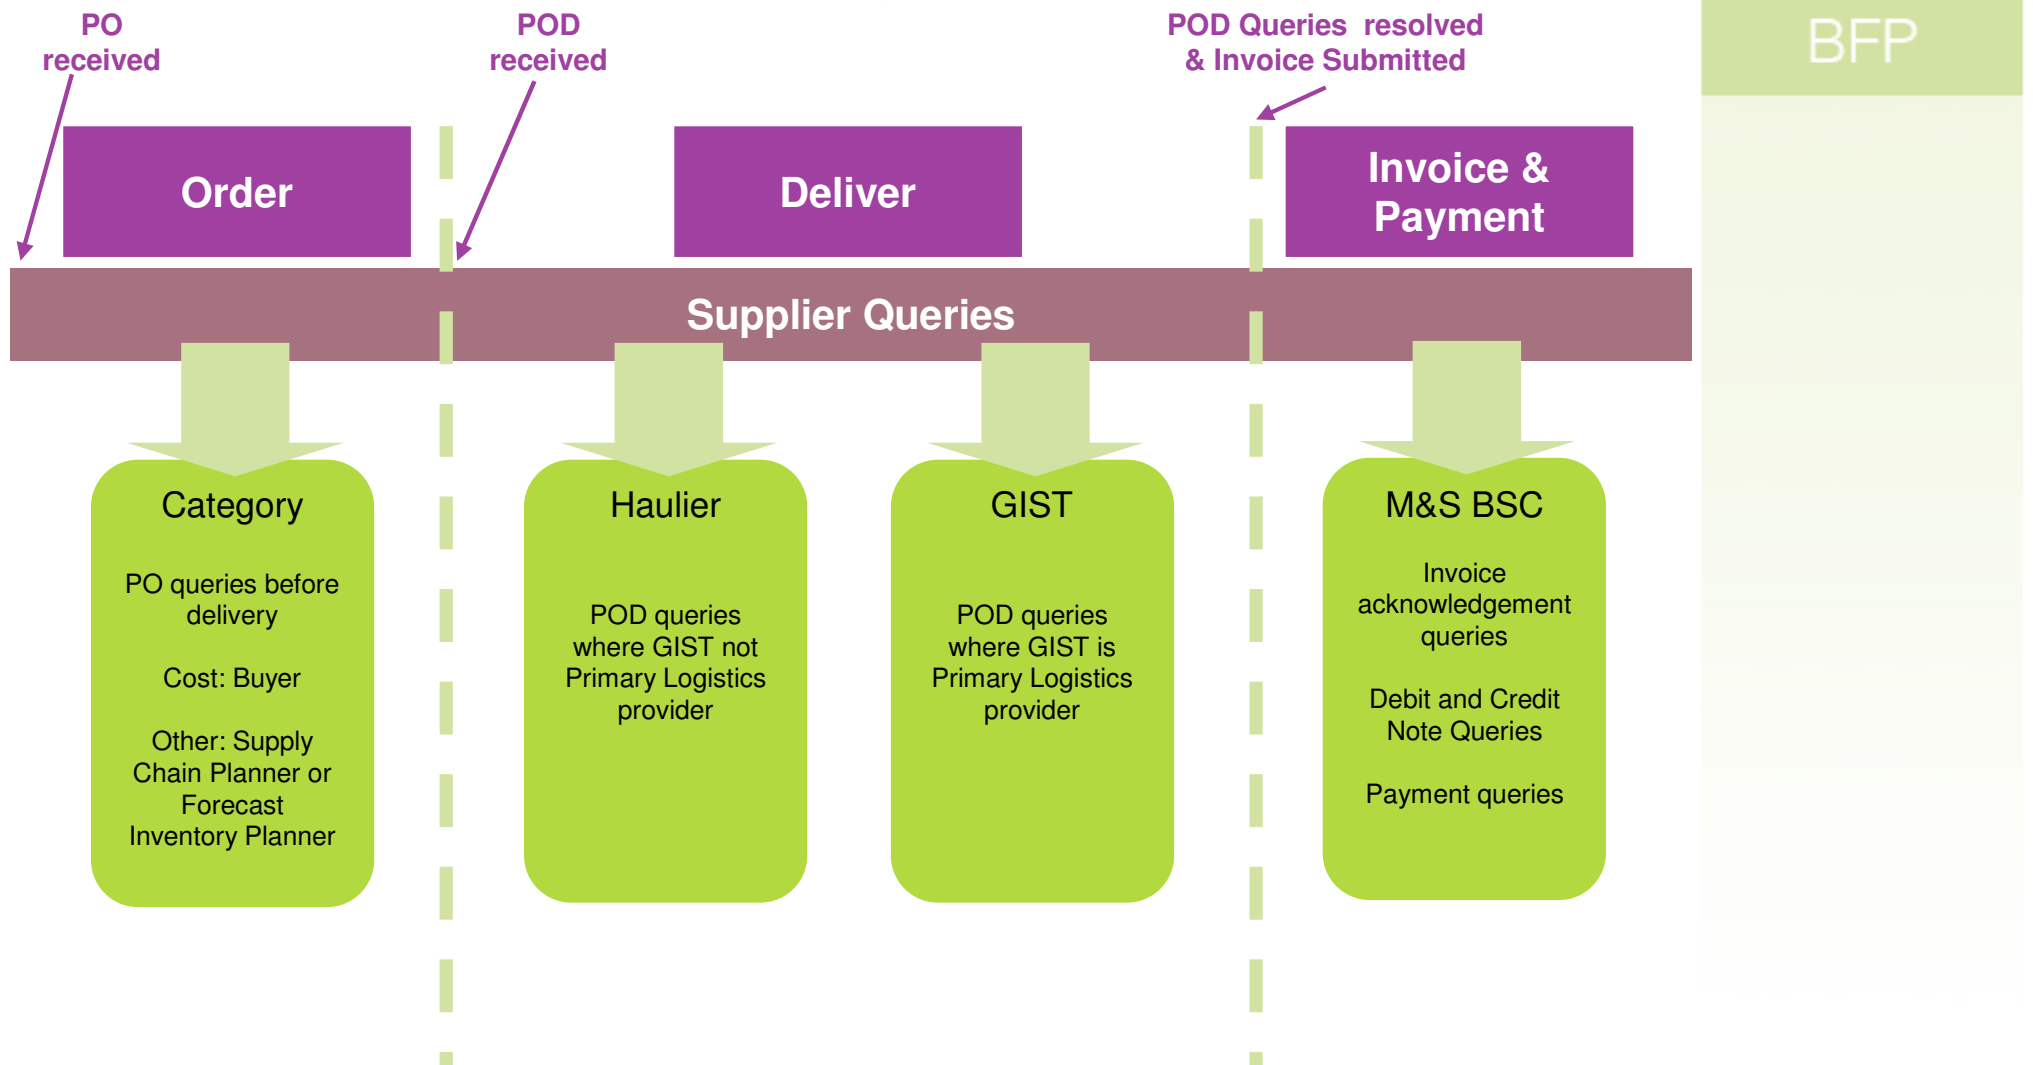 PO
received
POD
received
POD Queries resolved
& Invoice Submitted
BFP
Order
Deliver
Invoice &
Payment
Supplier Queries
Category
PO queries before
delivery
Cost: Buyer
Other: Supply
Chain Planner or
Forecast
Inventory Planner
Haulier
POD queries
where GIST not
Primary Logistics
provider
GIST
POD queries
where GIST is
Primary Logistics
provider
M&S BSC
Invoice
acknowledgement
queries
Debit and Credit
Note Queries
Payment queries